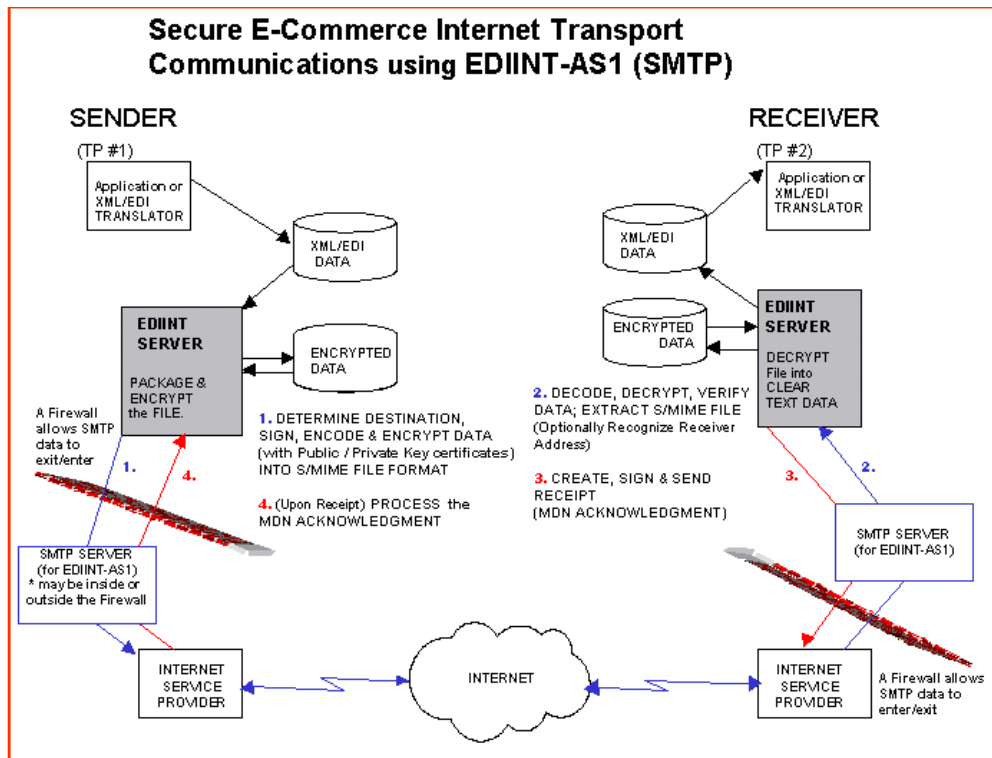 Secure E-Commerce Internet Transport
Communications using EDIINT-AS1 (SMTP)
SENDER
(TP #1)
Application or
XML/EDI
TRANSLATOR
XML/EDI
DATA
EDIINT
SERVER
PACKAGE &
ENCRYPT
the FILE.
ENCRYPTED
DATA
A Firewall
allows SMTP
data to
exit/enter
1.
4.
1. DETERMINE DESTINATION,
SIGN, ENCODE & ENCRYPT DATA
(with Public / Private Key certificates)
INTO S/MIME FILE FORMAT
4. (Upon Receipt) PROCESS the
MDN ACKNOWLEDGMENT
SMTP SERVER
(for EDIINT-AS1)
* may be inside or
outside the Firewall
INTERNET
SERVICE
PROVIDER
INTERNET
RECEIVER
(TP #2)
Application or
XML/EDI
TRANSLATOR
XML/EDI
DATA
ENCRYPTED
DATA
EDIINT
SERVER
DECRYPT
File into
CLEAR
TEXT DATA
2. DECODE, DECRYPT, VERIFY
DATA; EXTRACT S/MIME FILE
(Optionally Recognize Receiver
Address)
3. CREATE, SIGN & SEND
RECEIPT
(MDN ACKNOWLEDGMENT)
3.
2.
SMTP SERVER
(for EDIINT-AS1)
INTERNET
SERVICE
PROVIDER
A Firewall allows
SMTP data to
enter/exit